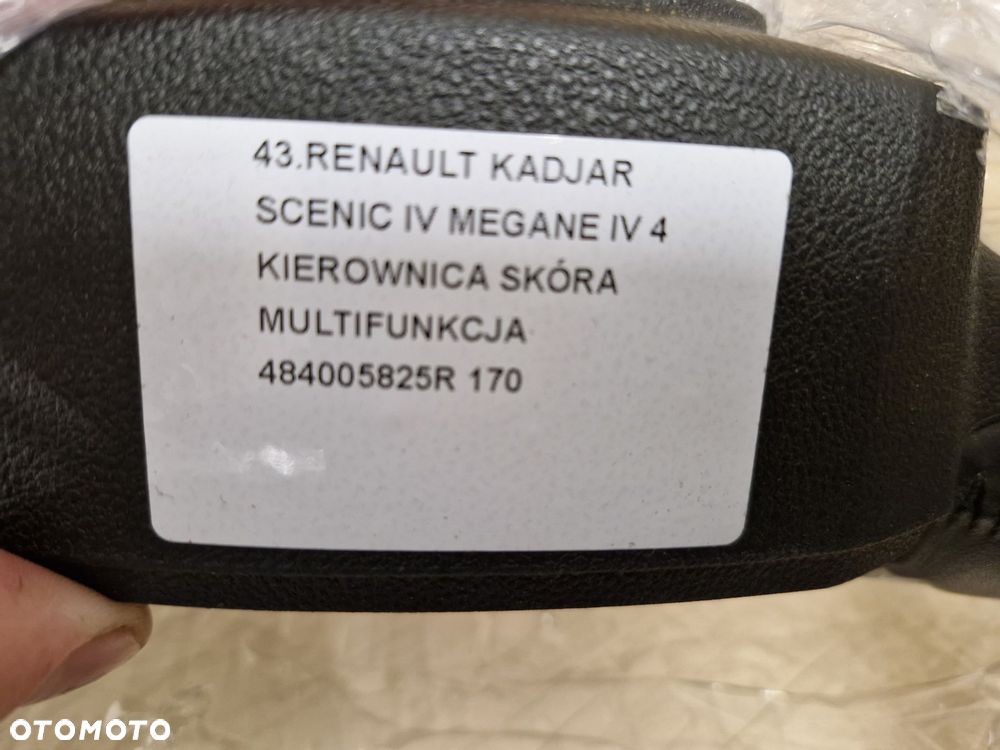 43.RENAULT KADJAR
SCENIC IV MEGANE IV 4
KIEROWNICA SKÓRA
MULTIFUNKCJA
484005825R 170
OTOMOTO